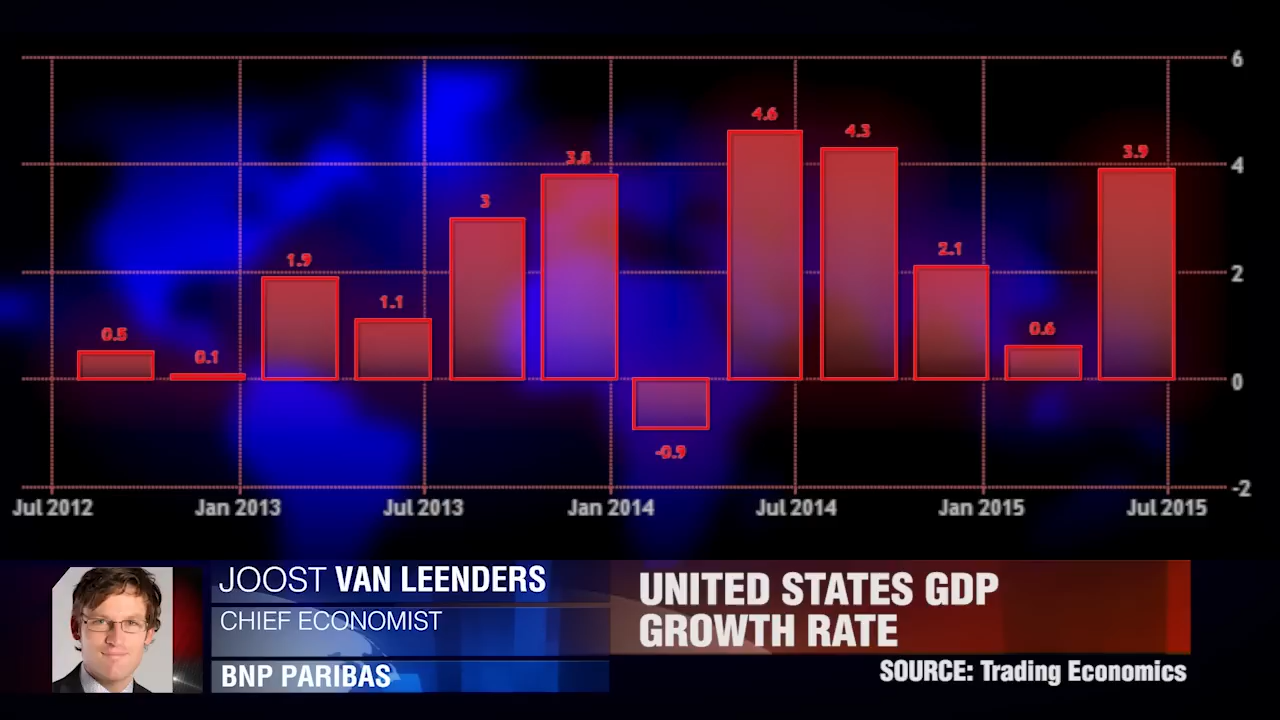 6
4.6
4.3
3.8
3.9
4
3
1.9
2.1
2
1.1
0.5
0.1
0.6
0
-0.9
-2
Jul 2012 Jan 2013 Jul 2013 Jan 2014 Jul 2014 Jan 2015 Jul 2015
JOOST VAN LEENDERS
CHIEF ECONOMIST
BNP PARIBAS
UNITED STATES GDP
GROWTH RATE
SOURCE: Trading Economics